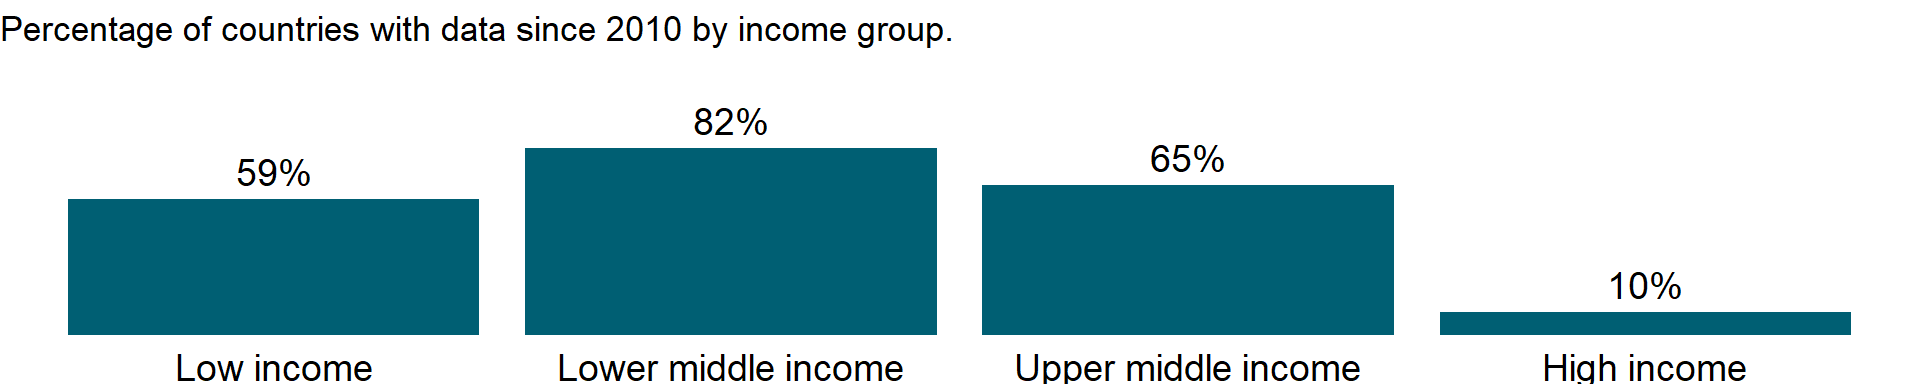 Percentage of countries with data since 2010 by income group.
82%
65%
59%
10%
Low income
Lower middle income
Upper middle income
High income